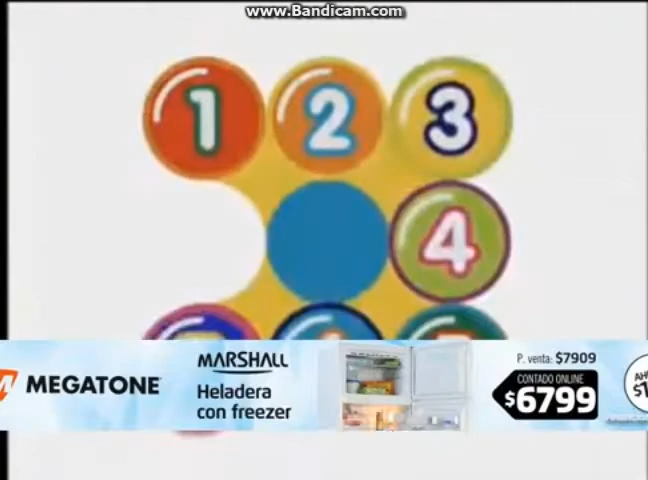 www.Bandicam.com
1 2 3
4
MEGATONE
MARSHALL
Heladera
con freezer
P. venta: $7909
CONTADO ONLINE
$6799